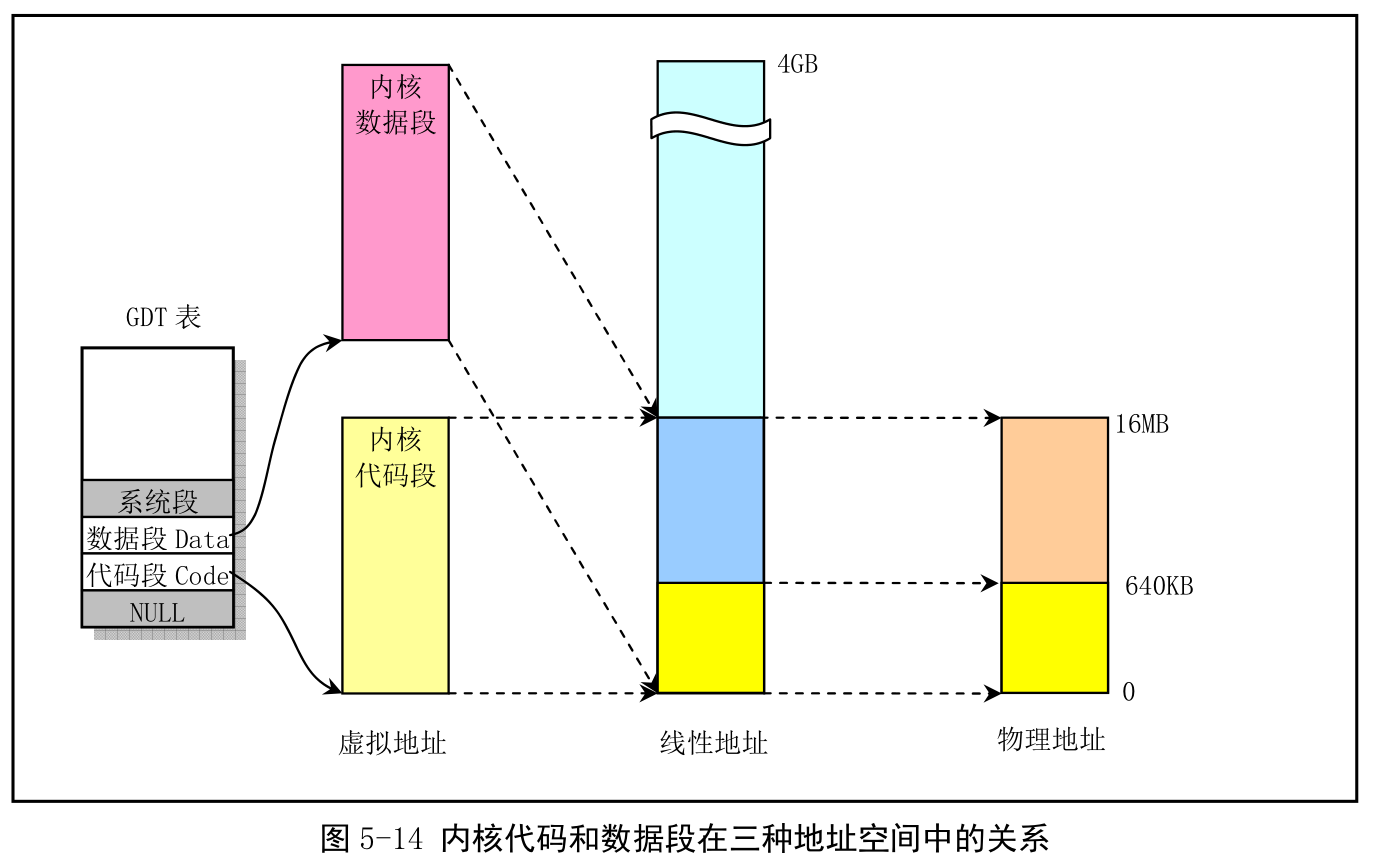 4GB
内核
数据段
GDT 表
系统段
数据段 Data
代码段 Code
NULL
内核
代码段
16MB
640KB
0
虚拟地址
线性地址
物理地址
图 5-14 内核代码和数据段在三种地址空间中的关系